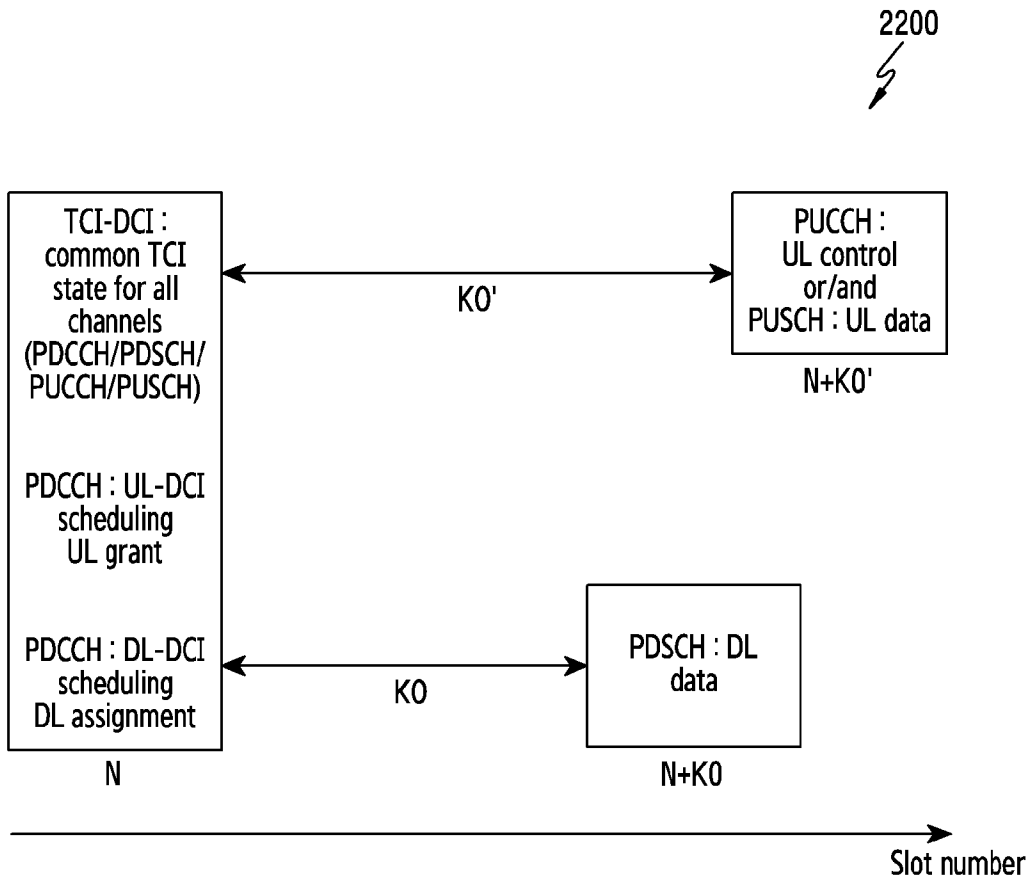 2200
TCI-DCI :
common TCI
state for all
channels
(PDCCH/PDSCH/
PUCCH/PUSCH)
PDCCH : UL-DCI
scheduling
UL grant
PDCCH : DL-DCI
scheduling
DL assignment
N
K0'
PUCCH :
UL control
or/and
PUSCH : UL data
N+K0'
K0
PDSCH : DL
data
N+K0
Slot number